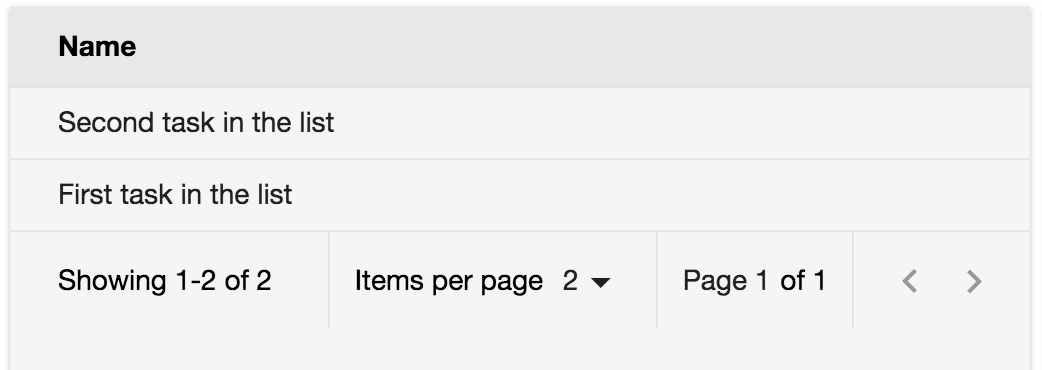 Name
Second task in the list
First task in the list
Showing 1-2 of 2 Items per page 2 Page 1 of 1